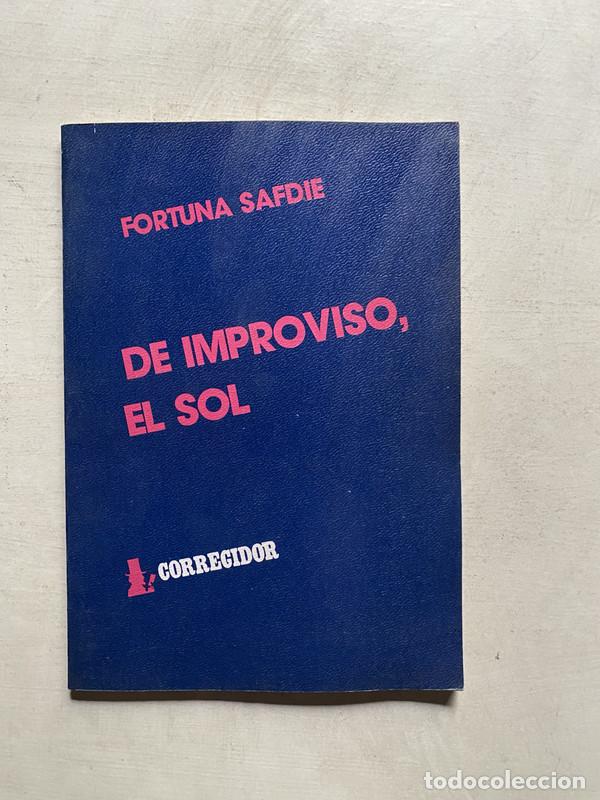 FORTUNA SAFDIE
DE IMPROVISO,
EL SOL
CORREGIDOR
todocoleccion